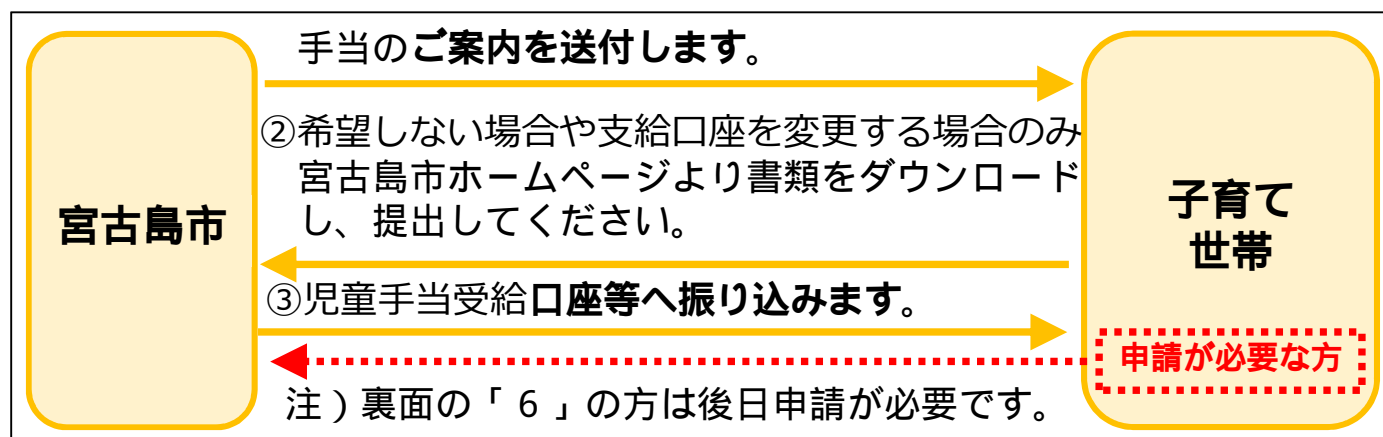 宮古島市
手当のご案内を送付します。
②希望しない場合や支給口座を変更する場合のみ
宮古島市ホームページより書類をダウンロード
し、提出してください。
③児童手当受給口座等へ振り込みます。
注）裏面の「６」の方は後日申請が必要です。
子育て
世帯
申請が必要な方